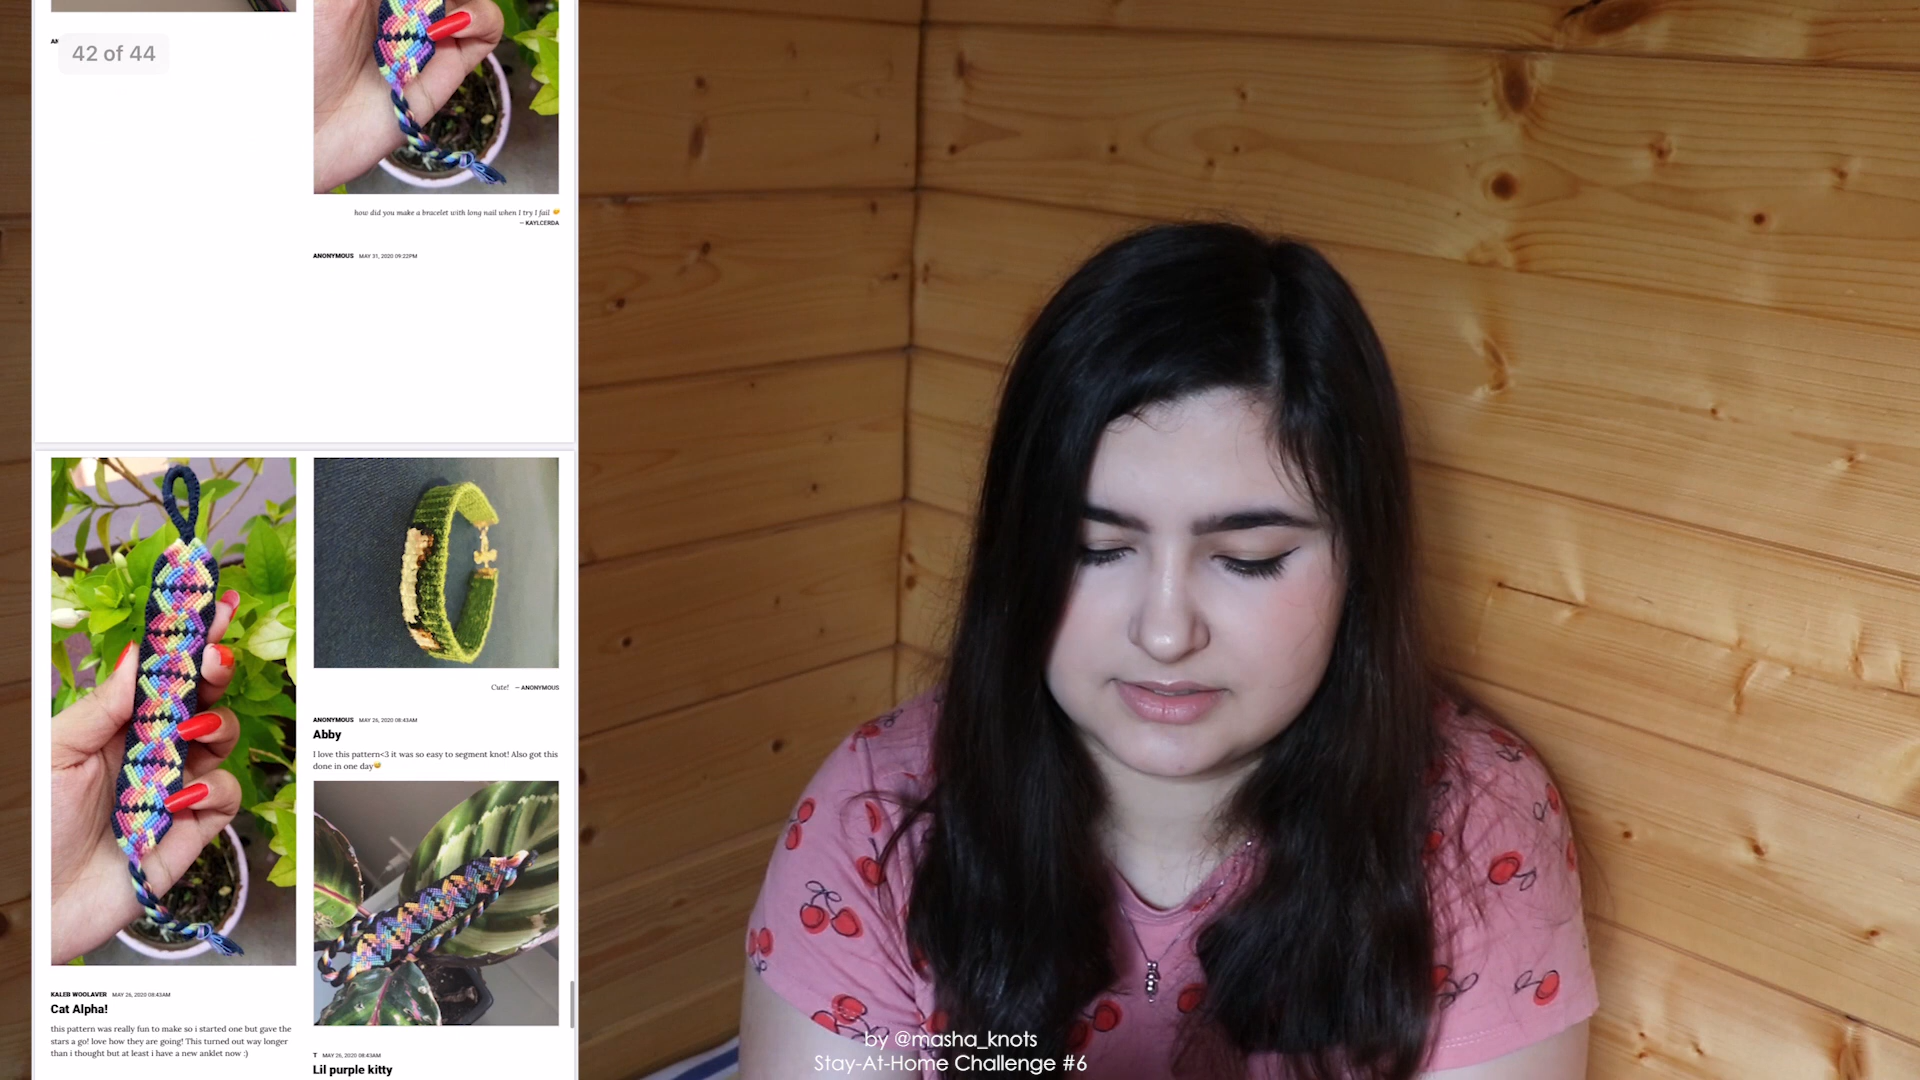 42 of 44
how did you make a bracelet with long nail when I try I fail 😅
— KAYLCERDA
ANONYMOUS MAY 31, 2020 09:22PM
Cute! — ANONYMOUS
ANONYMOUS MAY 26, 2020 08:43AM
Abby
I love this pattern<3 it was so easy to segment knot! Also got this
done in one day😅
KALEB WOOLAVER MAY 26, 2020 08:43AM
Cat Alpha!
this pattern was really fun to make so i started one but gave the
stars a go! love how they are going! This turned out way longer
than i thought but at least i have a new anklet now :)
T MAY 26, 2020 08:43AM
Lil purple kitty
by @masha_knots
Stay-At-Home Challenge #6